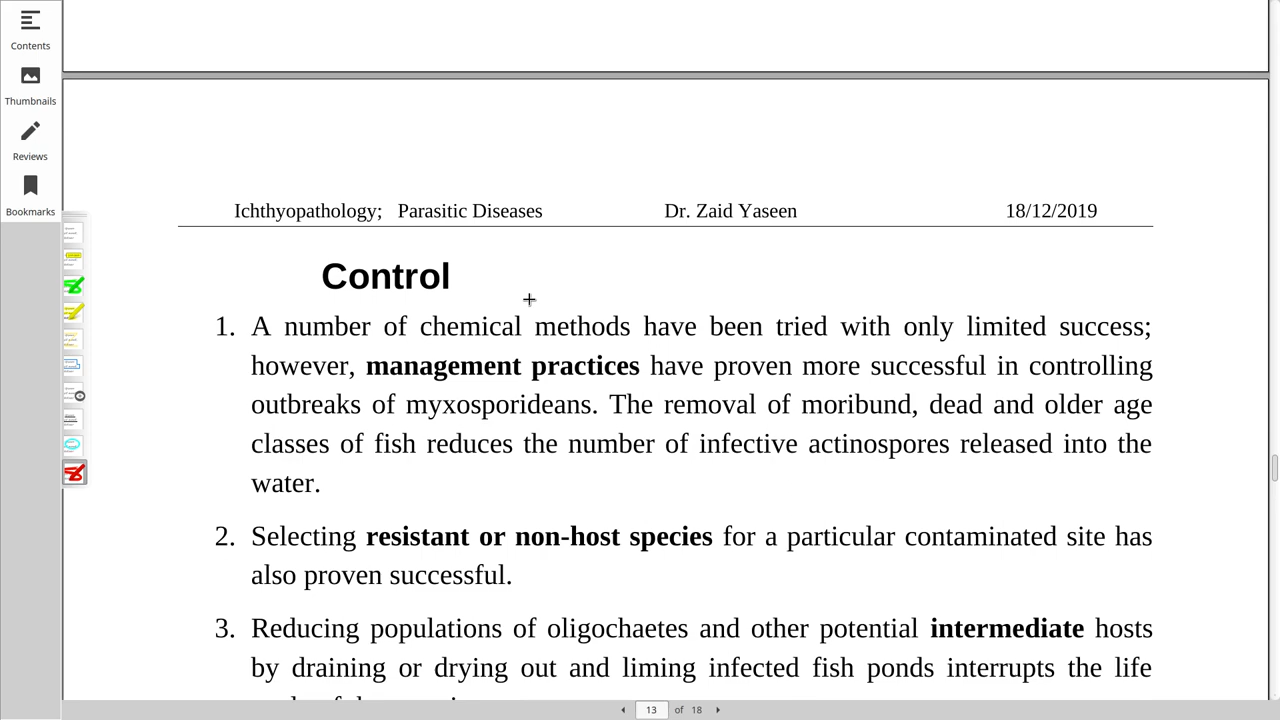 Contents
Thumbnails
Reviews
Bookmarks
Ichthyopathology; Parasitic Diseases Dr. Zaid Yaseen 18/12/2019
Control
1. A number of chemical methods have been tried with only limited success;
however, management practices have proven more successful in controlling
outbreaks of myxosporideans. The removal of moribund, dead and older age
classes of fish reduces the number of infective actinospores released into the
water.
2. Selecting resistant or non-host species for a particular contaminated site has
also proven successful.
3. Reducing populations of oligochaetes and other potential intermediate hosts
by draining or drying out and liming infected fish ponds interrupts the life
13 of 18